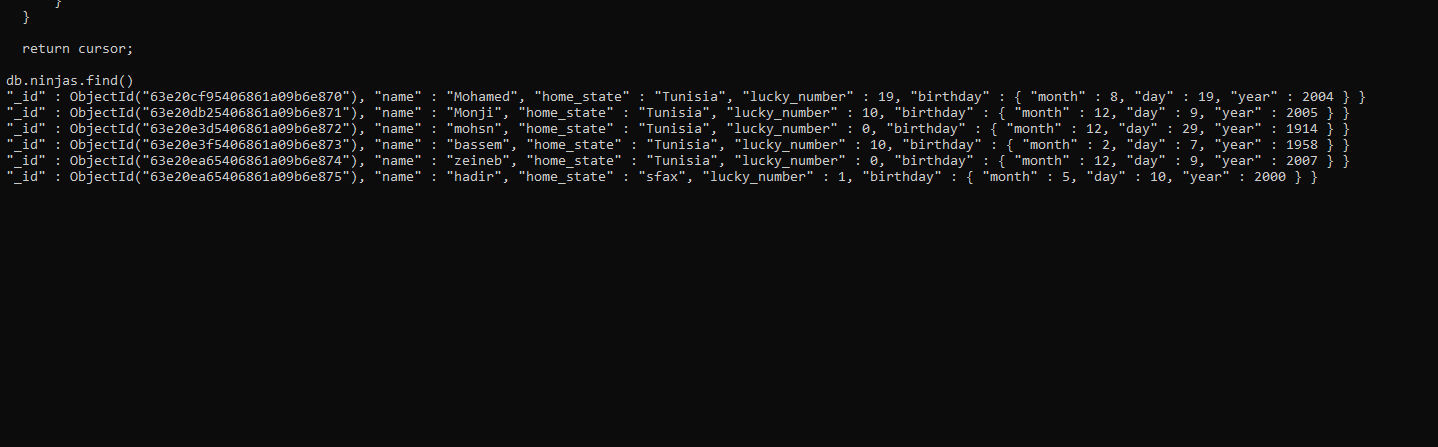 }
}
return cursor;
db.ninjas.find()
"_id" : ObjectId("63e20cf95406861a09b6e870"), "name" : "Mohamed", "home_state" : "Tunisia", "lucky_number" : 19, "birthday" : { "month" : 8, "day" : 19, "year" : 2004 } }
"_id" : ObjectId("63e20db25406861a09b6e871"), "name" : "Monji", "home_state" : "Tunisia", "lucky_number" : 10, "birthday" : { "month" : 12, "day" : 9, "year" : 2005 } }
"_id" : ObjectId("63e20e3d5406861a09b6e872"), "name" : "mohsn", "home_state" : "Tunisia", "lucky_number" : 0, "birthday" : { "month" : 12, "day" : 29, "year" : 1914 } }
"_id" : ObjectId("63e20e3f5406861a09b6e873"), "name" : "bassem", "home_state" : "Tunisia", "lucky_number" : 10, "birthday" : { "month" : 2, "day" : 7, "year" : 1958 } }
"_id" : ObjectId("63e20ea65406861a09b6e874"), "name" : "zeineb", "home_state" : "Tunisia", "lucky_number" : 0, "birthday" : { "month" : 12, "day" : 9, "year" : 2007 } }
"_id" : ObjectId("63e20ea65406861a09b6e875"), "name" : "hadir", "home_state" : "sfax", "lucky_number" : 1, "birthday" : { "month" : 5, "day" : 10, "year" : 2000 } }